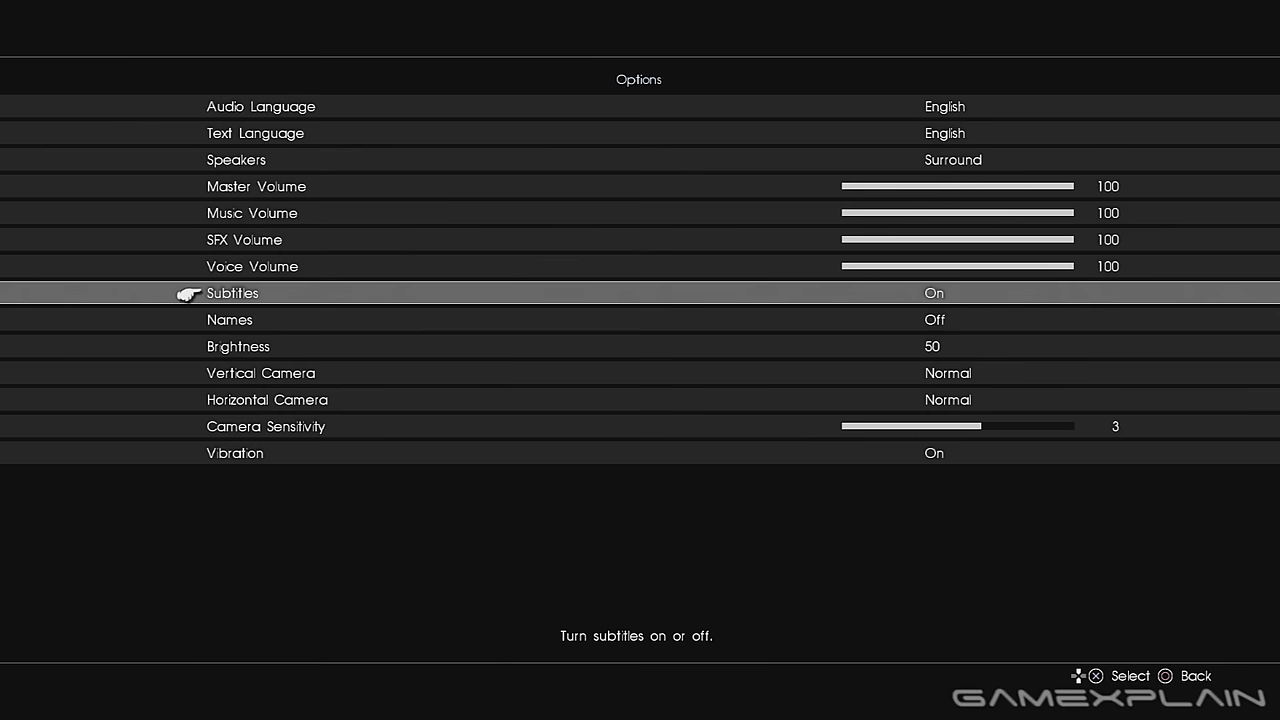 Options
Audio Language English
Text Language English
Speakers Surround
Master Volume 100
Music Volume 100
SFX Volume 100
Voice Volume 100
Subtitles On
Names Off
Brightness 50
Vertical Camera Normal
Horizontal Camera Normal
Camera Sensitivity 3
Vibration On
Turn subtitles on or off.
Select Back
GAMEXPLAIN